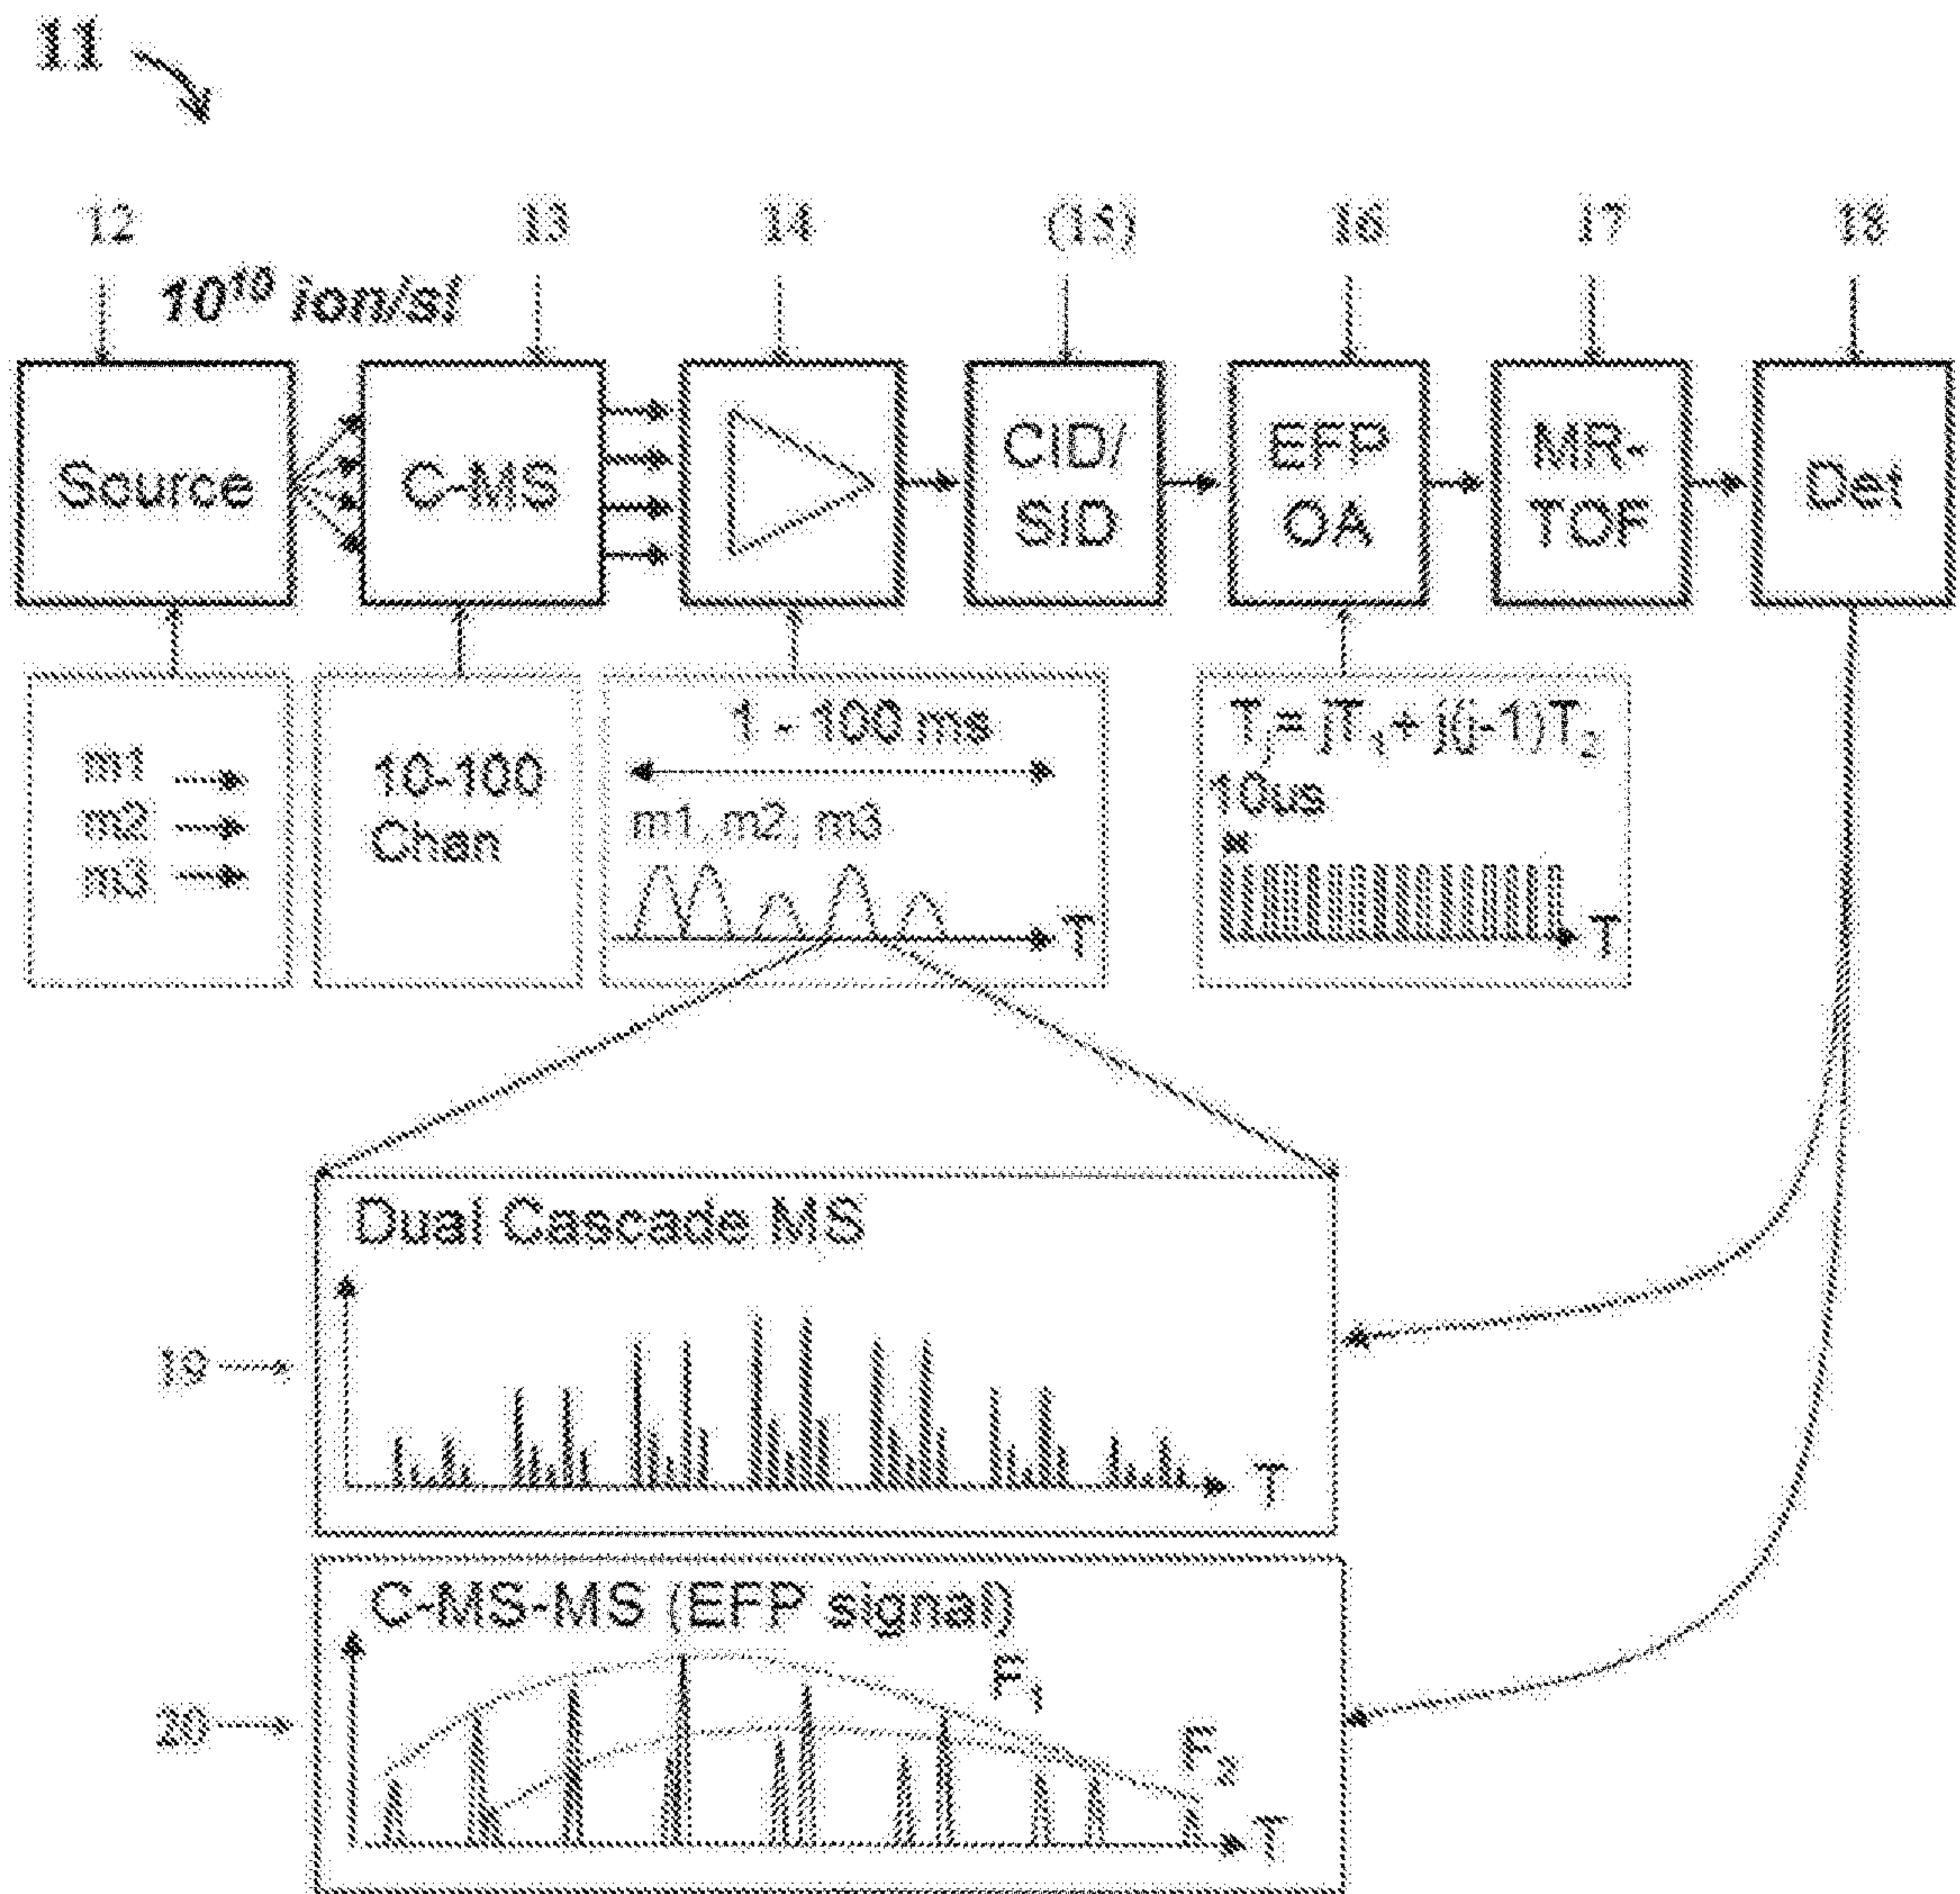 11
12
13
14
(15)
16
17
18
10¹⁰ ion/s!
Source
C-MS
CID/
SID
EFP
OA
MR-
TOF
Det
m1
m2
m3
10-100
Chan
1 - 100 ms
m1, m2, m3
T
Tⱼ= jT₁+ j(j-1)T₂
10us
T
Dual Cascade MS
19
T
C-MS-MS (EFP signal)
F₁
20
F₂
T